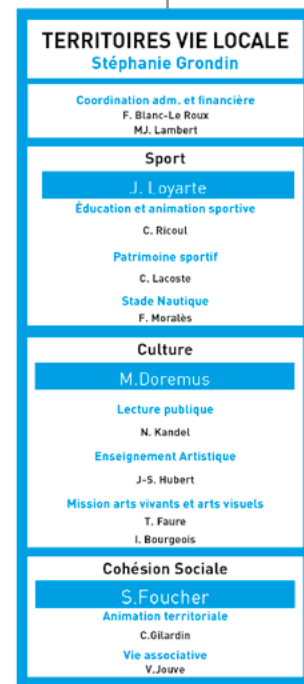 TERRITOIRES VIE LOCALE
Stéphanie Grondin
Coordination adm. et financière
F. Blanc-Le Roux
MJ. Lambert
Sport
J. Loyarte
Éducation et animation sportive
C. Ricoul
Patrimoine sportif
C. Lacoste
Stade Nautique
F. Moralès
Culture
M.Doremus
Lecture publique
N. Kandel
Enseignement Artistique
J-S. Hubert
Mission arts vivants et arts visuels
T. Faure
I. Bourgeois
Cohésion Sociale
S.Foucher
Animation territoriale
C.Gilardin
Vie associative
V.Jouve